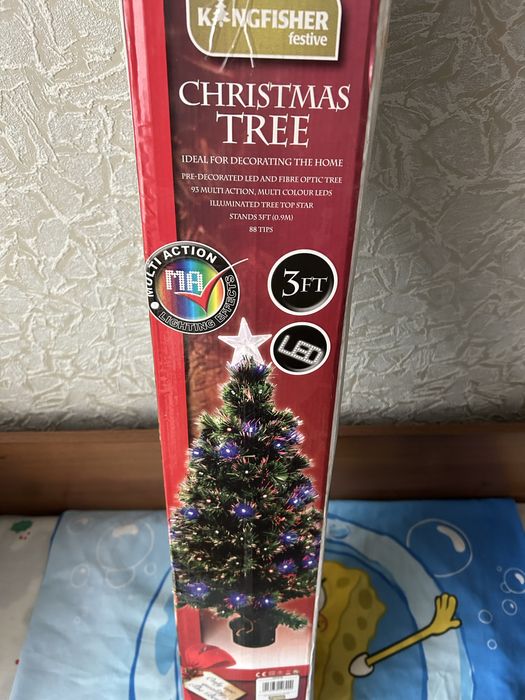 KINGFISHER
festive
CHRISTMAS
TREE
IDEAL FOR DECORATING THE HOME
PRE-DECORATED LED AND FIBRE OPTIC TREE
93 MULTI ACTION, MULTI COLOUR LEDS
ILLUMINATED TREE TOP STAR
STANDS 3FT (0.9M)
88 TIPS
MULTI ACTION
MA
LIGHTING EFFECTS
3FT
LED
CE